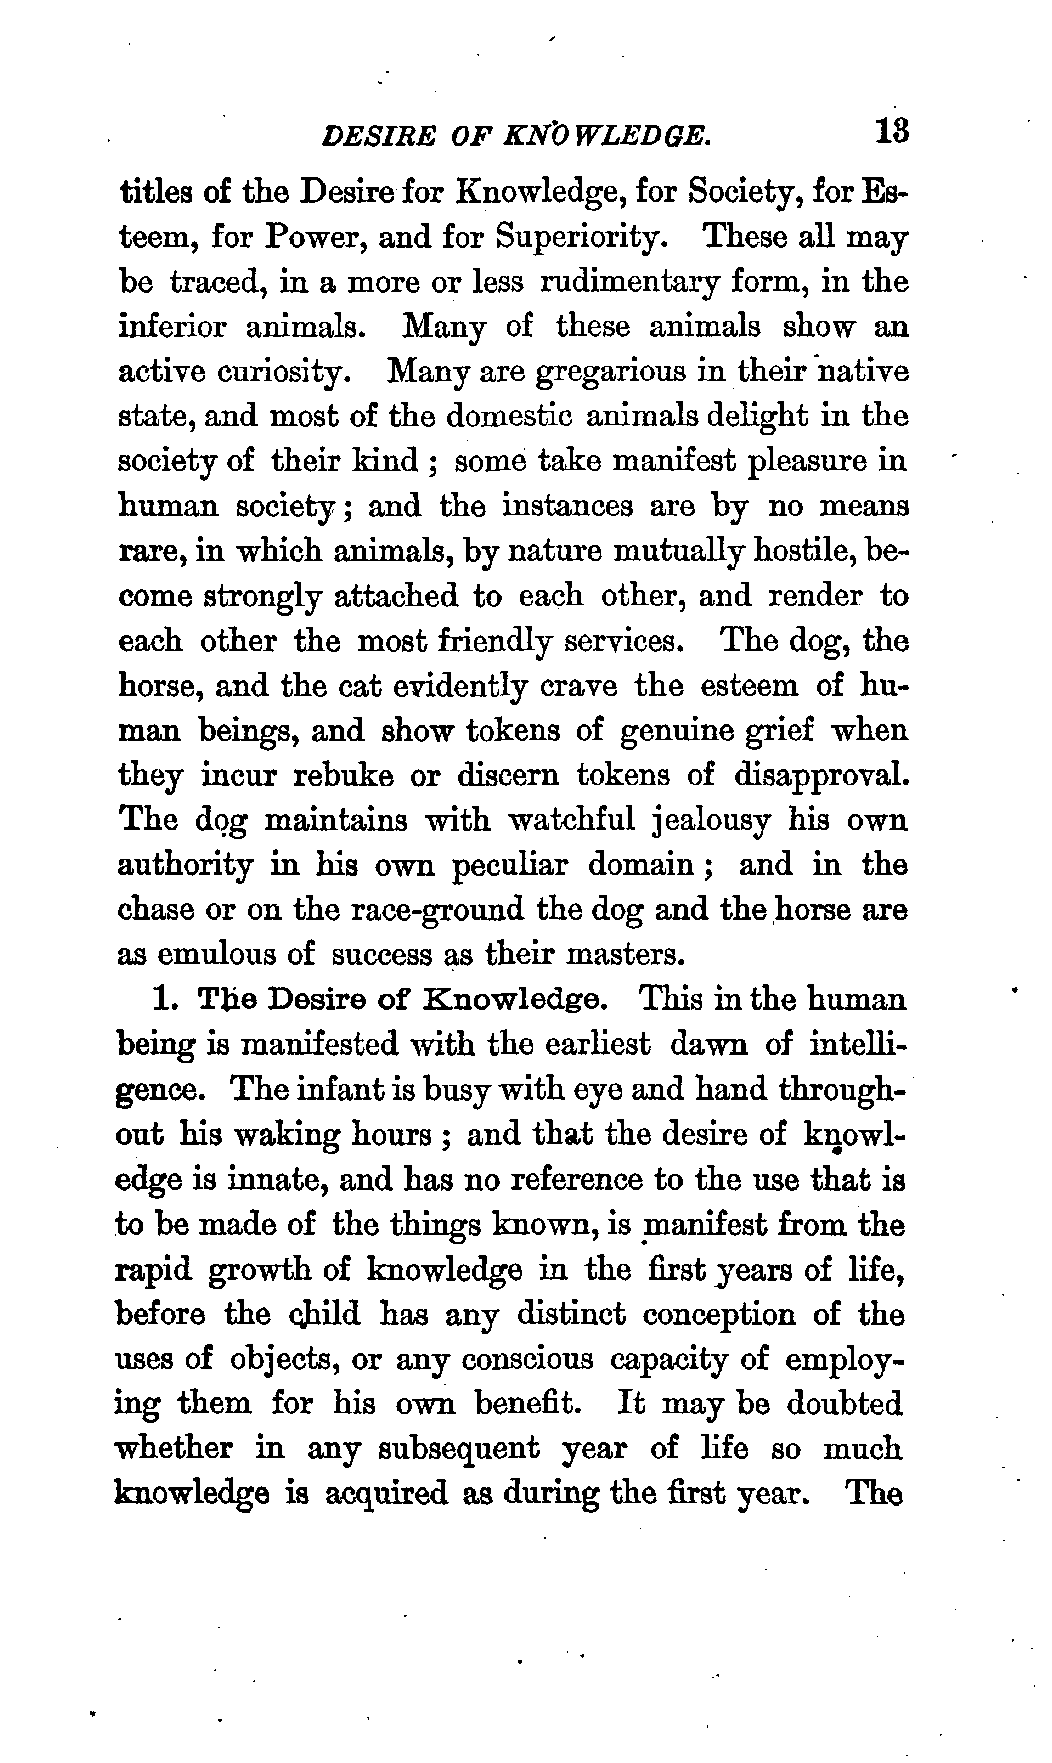 DESIRE OF KNOWLEDGE. 13
titles of the Desire for Knowledge, for Society, for Es-
teem, for Power, and for Superiority. These all may
be traced, in a more or less rudimentary form, in the
inferior animals. Many of these animals show an
active curiosity. Many are gregarious in their native
state, and most of the domestic animals delight in the
society of their kind ; some take manifest pleasure in
human society ; and the instances are by no means
rare, in which animals, by nature mutually hostile, be-
come strongly attached to each other, and render to
each other the most friendly services. The dog, the
horse, and the cat evidently crave the esteem of hu-
man beings, and show tokens of genuine grief when
they incur rebuke or discern tokens of disapproval.
The dog maintains with watchful jealousy his own
authority in his own peculiar domain ; and in the
chase or on the race-ground the dog and the horse are
as emulous of success as their masters.
1. The Desire of Knowledge. This in the human
being is manifested with the earliest dawn of intelli-
gence. The infant is busy with eye and hand through-
out his waking hours ; and that the desire of knowl-
edge is innate, and has no reference to the use that is
to be made of the things known, is manifest from the
rapid growth of knowledge in the first years of life,
before the child has any distinct conception of the
uses of objects, or any conscious capacity of employ-
ing them for his own benefit. It may be doubted
whether in any subsequent year of life so much
knowledge is acquired as during the first year. The